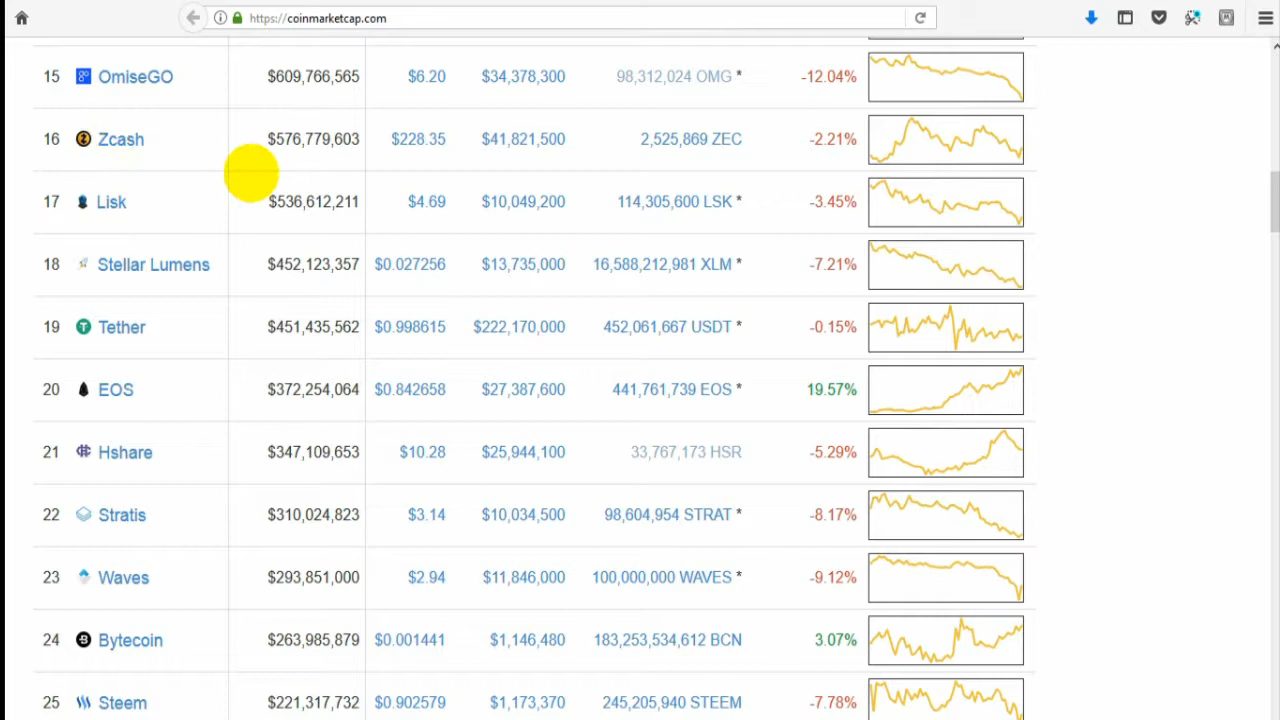 https://coinmarketcap.com
15 OmiseGO $609,766,565 $6.20 $34,378,300 98,312,024 OMG * -12.04%
16 Zcash $576,779,603 $228.35 $41,821,500 2,525,869 ZEC -2.21%
17 Lisk $536,612,211 $4.69 $10,049,200 114,305,600 LSK * -3.45%
18 Stellar Lumens $452,123,357 $0.027256 $13,735,000 16,588,212,981 XLM * -7.21%
19 Tether $451,435,562 $0.998615 $222,170,000 452,061,667 USDT * -0.15%
20 EOS $372,254,064 $0.842658 $27,387,600 441,761,739 EOS * 19.57%
21 Hshare $347,109,653 $10.28 $25,944,100 33,767,173 HSR -5.29%
22 Stratis $310,024,823 $3.14 $10,034,500 98,604,954 STRAT * -8.17%
23 Waves $293,851,000 $2.94 $11,846,000 100,000,000 WAVES * -9.12%
24 Bytecoin $263,985,879 $0.001441 $1,146,480 183,253,534,612 BCN 3.07%
25 Steem $221,317,732 $0.902579 $1,173,370 245,205,940 STEEM -7.78%